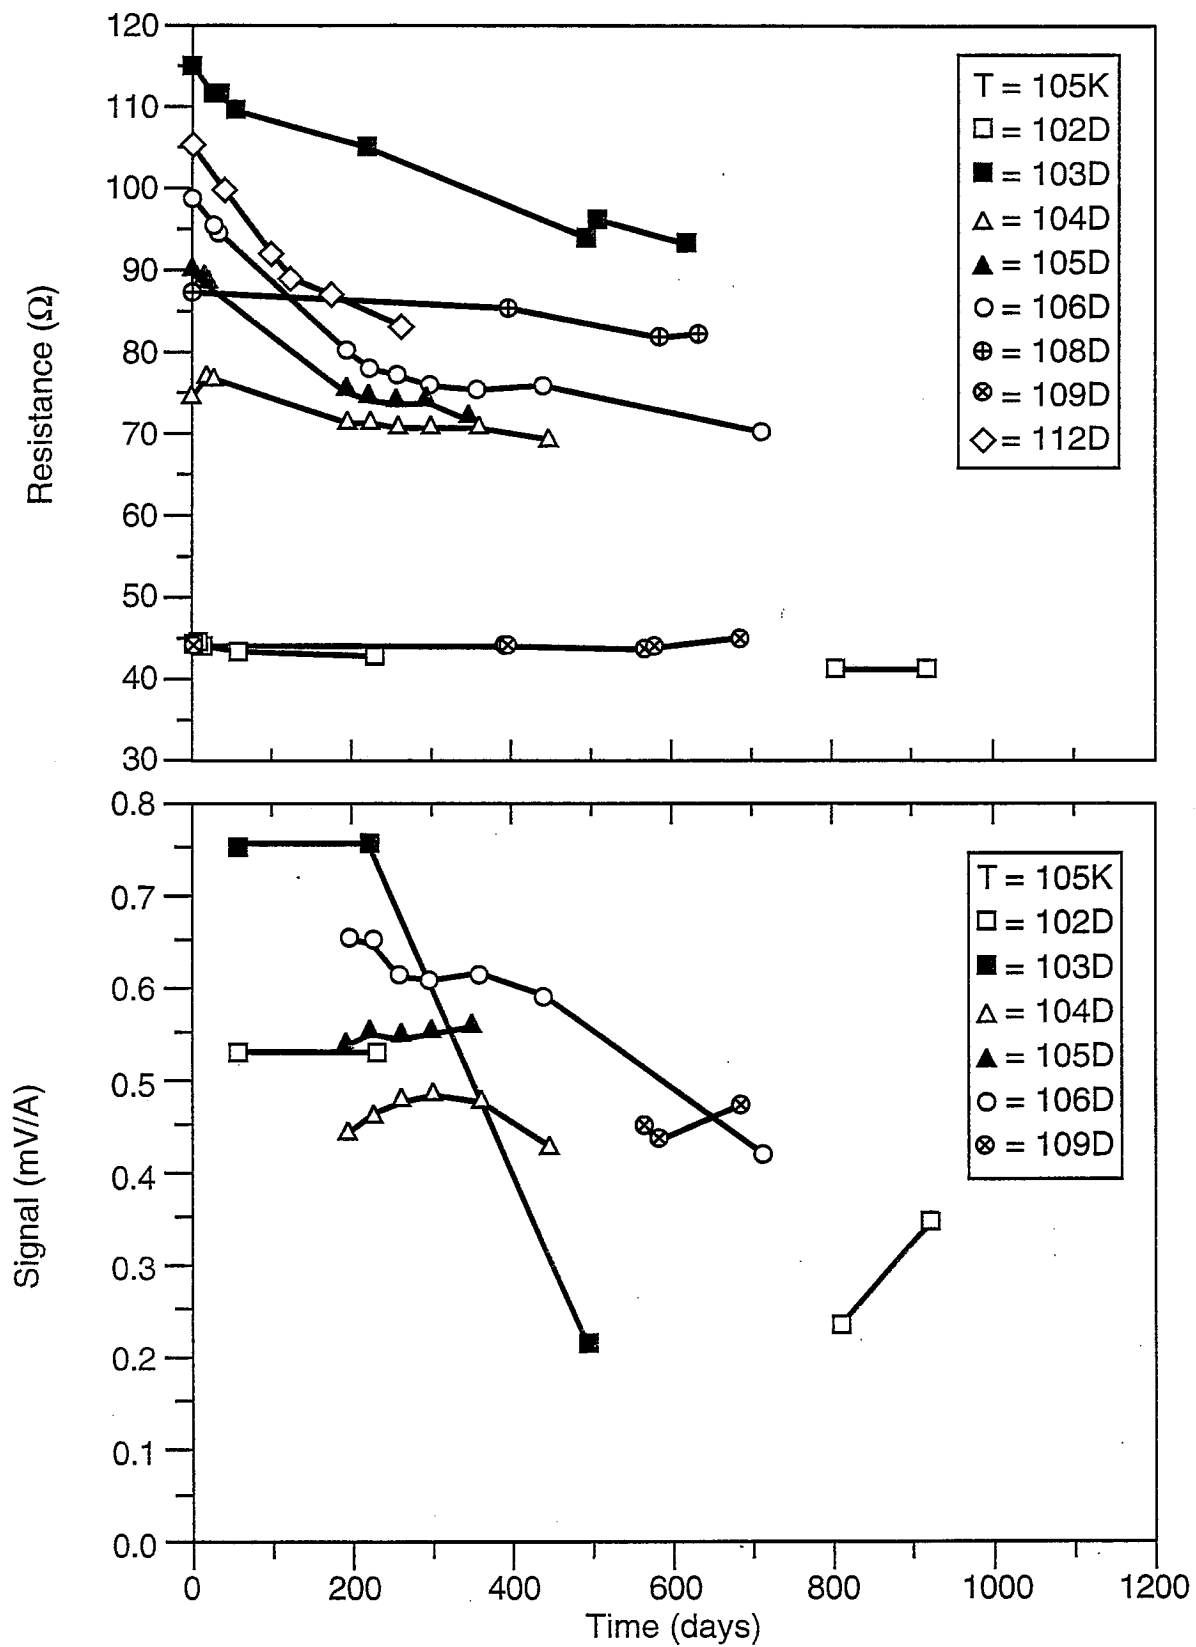 120
110
100
90
80
70
60
50
40
30
Resistance (Ω)
T = 105K
= 102D
= 103D
= 104D
= 105D
= 106D
= 108D
= 109D
= 112D
0.8
0.7
0.6
0.5
0.4
0.3
0.2
0.1
0.0
Signal (mV/A)
T = 105K
= 102D
= 103D
= 104D
= 105D
= 106D
= 109D
0 200 400 600 800 1000 1200
Time (days)